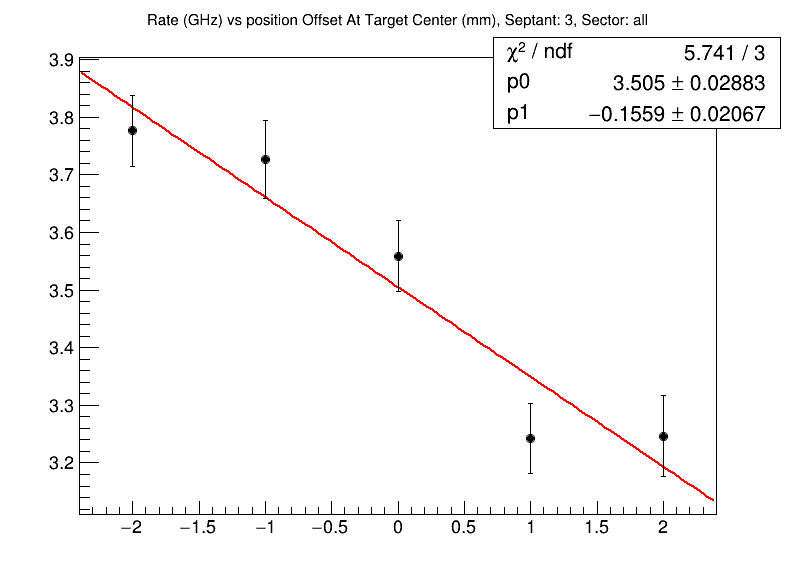 Rate (GHz) vs position Offset At Target Center (mm), Septant: 3, Sector: all
χ² / ndf 5.741 / 3
p0 3.505 ± 0.02883
p1 −0.1559 ± 0.02067
3.9
3.8
3.7
3.6
3.5
3.4
3.3
3.2
−2 −1.5 −1 −0.5 0 0.5 1 1.5 2